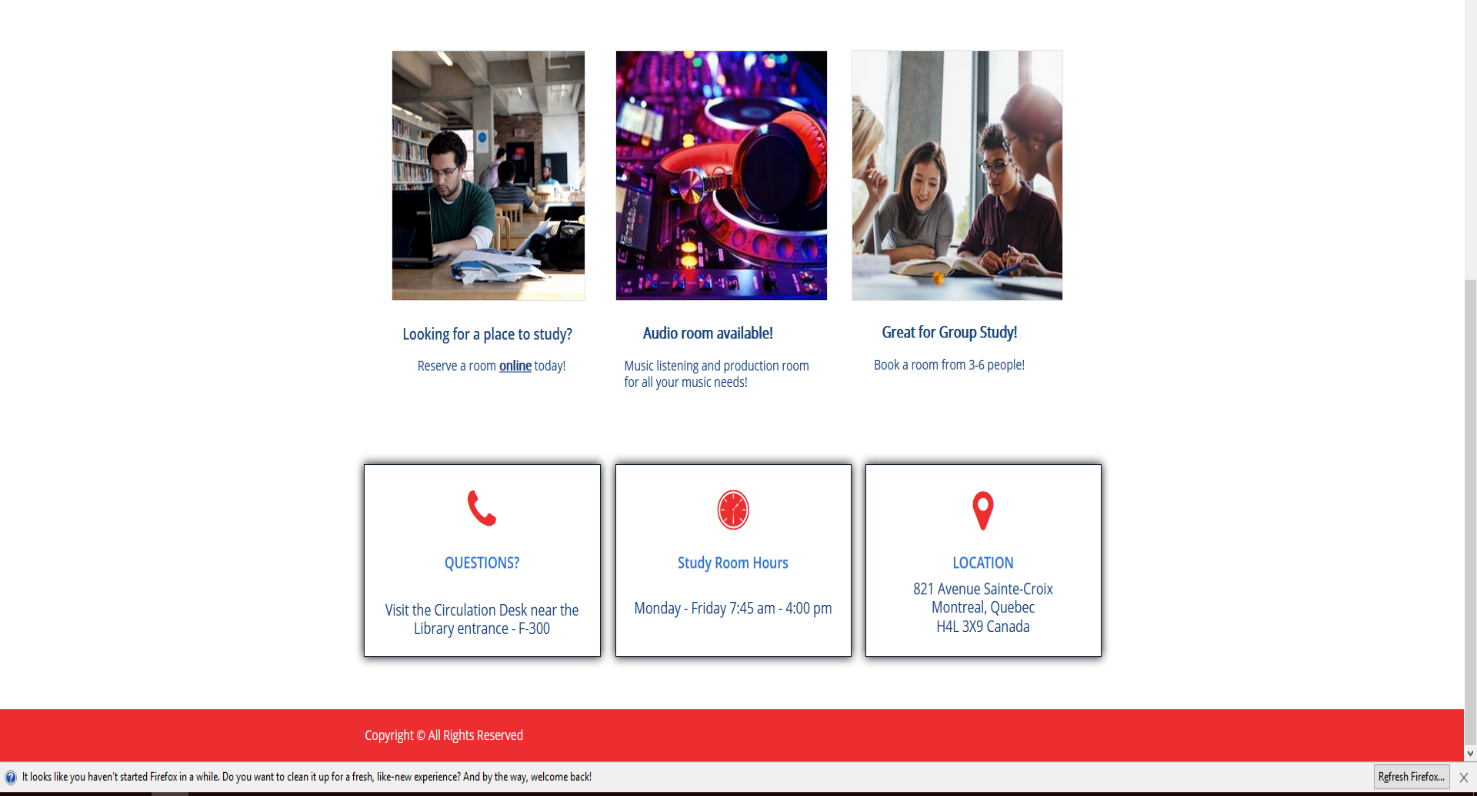 Looking for a place to study?
Reserve a room online today!
Audio room available!
Music listening and production room
for all your music needs!
Great for Group Study!
Book a room from 3-6 people!
QUESTIONS?
Visit the Circulation Desk near the
Library entrance - F-300
Study Room Hours
Monday - Friday 7:45 am - 4:00 pm
LOCATION
821 Avenue Sainte-Croix
Montreal, Quebec
H4L 3X9 Canada
Copyright © All Rights Reserved
It looks like you haven't started Firefox in a while. Do you want to clean it up for a fresh, like-new experience? And by the way, welcome back!
Refresh Firefox...